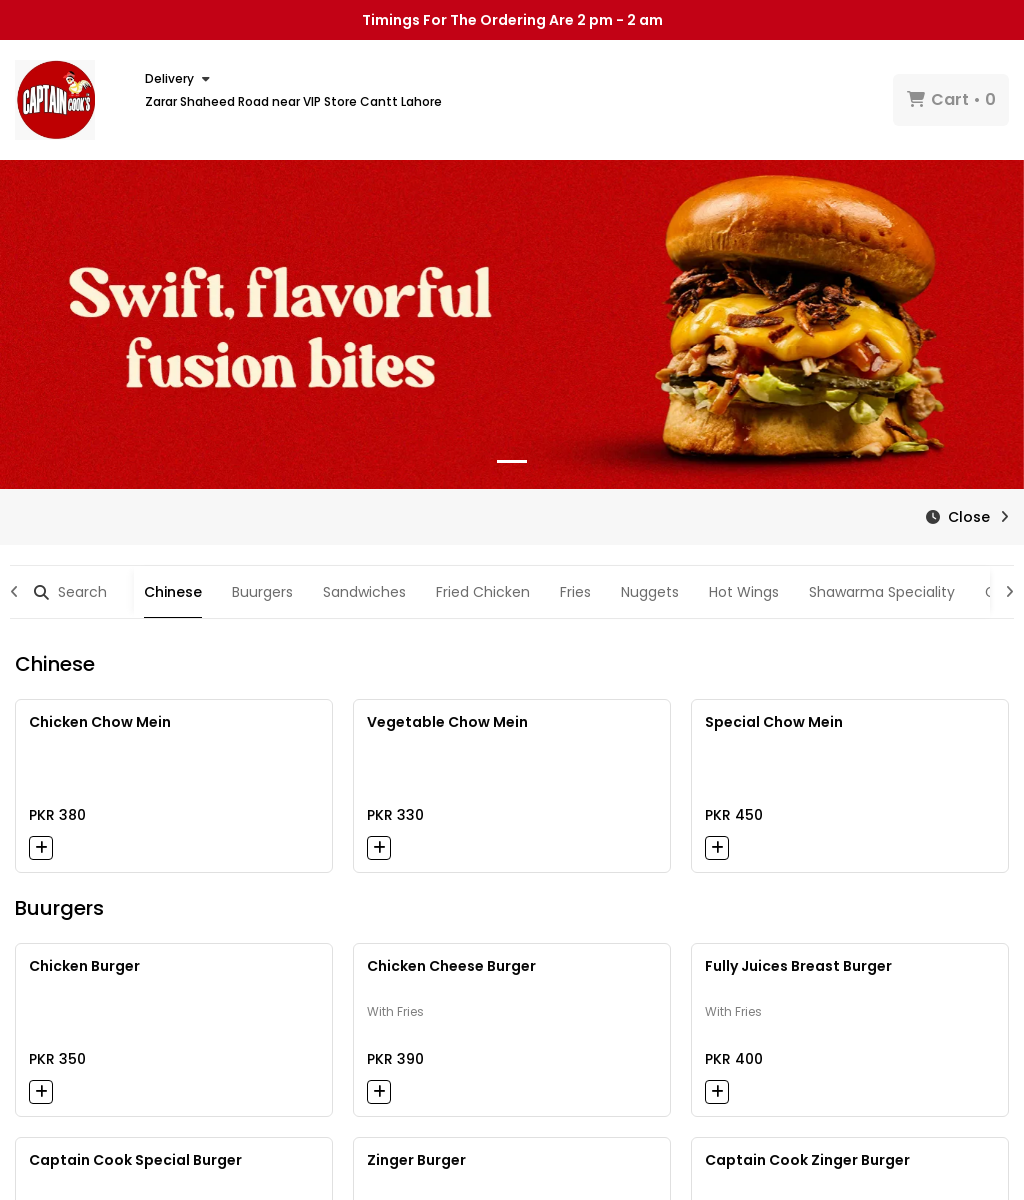 Timings For The Ordering Are 2 pm - 2 am
CAPTAIN COOK'S
Delivery
Zarar Shaheed Road near VIP Store Cantt Lahore
Cart • 0
Swift, flavorful
fusion bites
Close
Search
Chinese
Buurgers
Sandwiches
Fried Chicken
Fries
Nuggets
Hot Wings
Shawarma Speciality
Chinese
Chicken Chow Mein
Vegetable Chow Mein
Special Chow Mein
PKR 380
PKR 330
PKR 450
Buurgers
Chicken Burger
Chicken Cheese Burger
Fully Juices Breast Burger
With Fries
With Fries
PKR 350
PKR 390
PKR 400
Captain Cook Special Burger
Zinger Burger
Captain Cook Zinger Burger